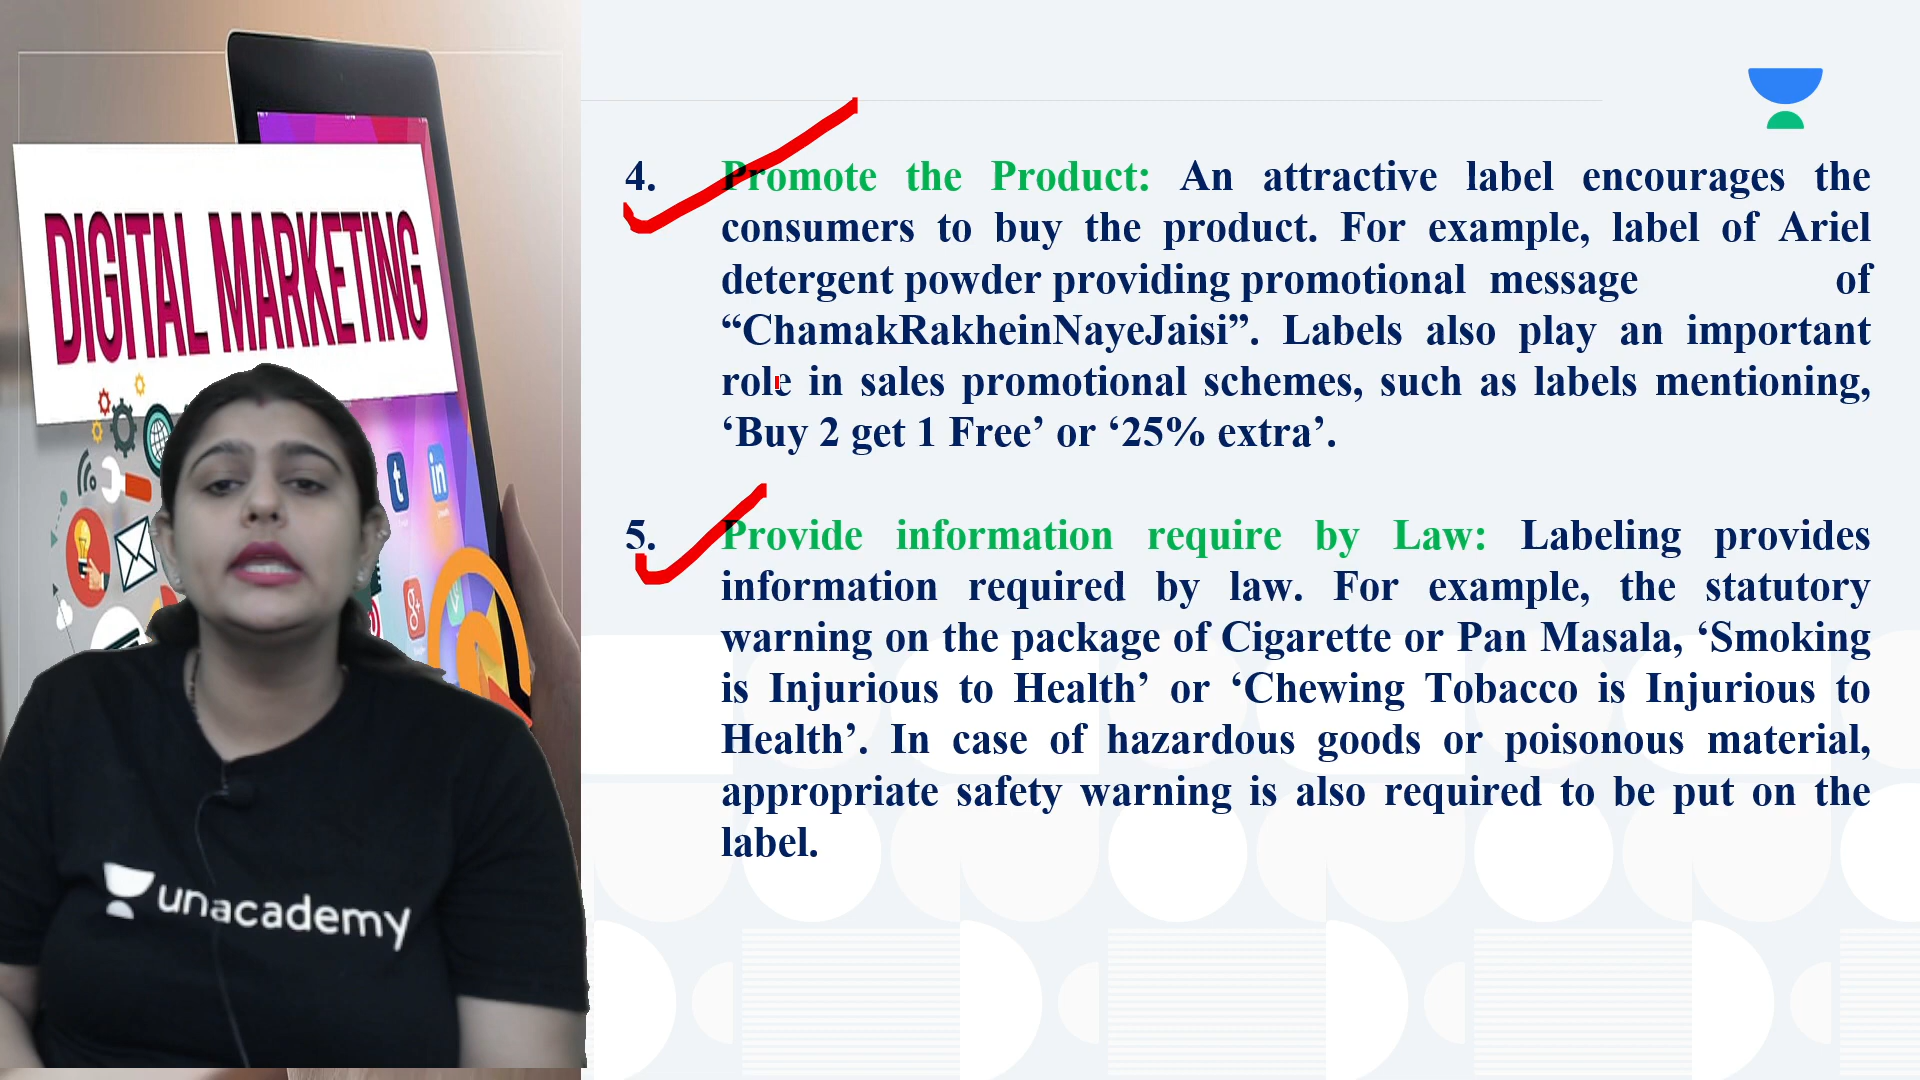 DIGITAL MARKETING
t
in
g+
unacademy
4. Promote the Product: An attractive label encourages the
consumers to buy the product. For example, label of Ariel
detergent powder providing promotional message of
“ChamakRakheinNayeJaisi”. Labels also play an important
role in sales promotional schemes, such as labels mentioning,
‘Buy 2 get 1 Free’ or ‘25% extra’.
5. Provide information require by Law: Labeling provides
information required by law. For example, the statutory
warning on the package of Cigarette or Pan Masala, ‘Smoking
is Injurious to Health’ or ‘Chewing Tobacco is Injurious to
Health’. In case of hazardous goods or poisonous material,
appropriate safety warning is also required to be put on the
label.